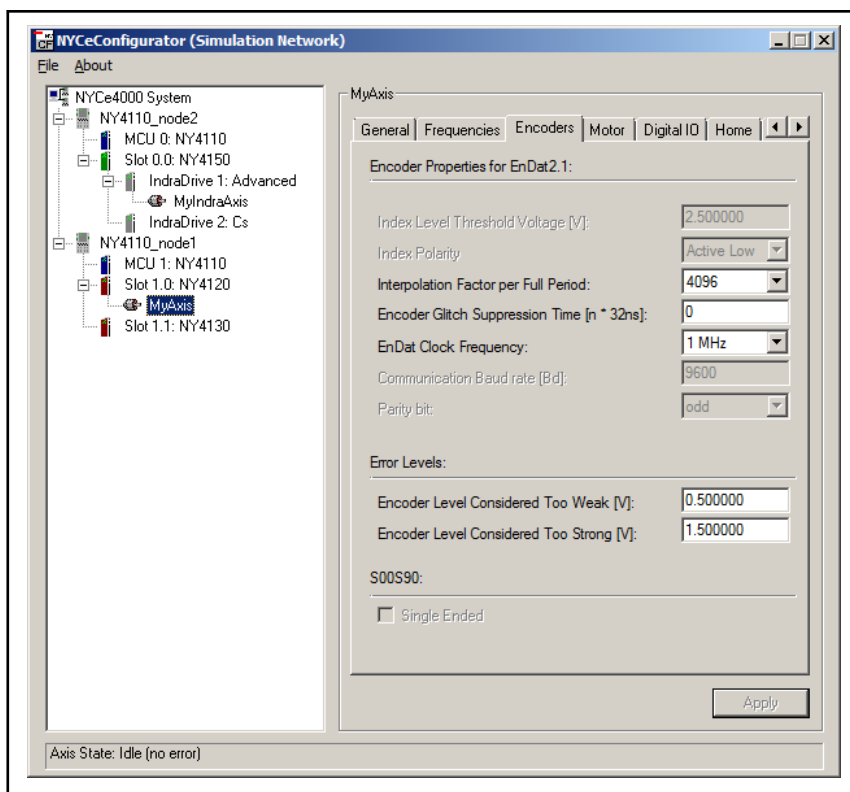 NYCeConfigurator (Simulation Network)
File About
NYCe4000 System
NY4110_node2
MCU 0: NY4110
Slot 0.0: NY4150
IndraDrive 1: Advanced
MyIndraAxis
IndraDrive 2: Cs
NY4110_node1
MCU 1: NY4110
Slot 1.0: NY4120
MyAxis
Slot 1.1: NY4130
MyAxis
General Frequencies Encoders Motor Digital IO Home
Encoder Properties for EnDat2.1:
Index Level Threshold Voltage [V]: 2.500000
Index Polarity Active Low
Interpolation Factor per Full Period: 4096
Encoder Glitch Suppression Time [n * 32ns]: 0
EnDat Clock Frequency: 1 MHz
Communication Baud rate [Bd]: 9600
Parity bit: odd
Error Levels:
Encoder Level Considered Too Weak [V]: 0.500000
Encoder Level Considered Too Strong [V]: 1.500000
S00S90:
Single Ended
Apply
Axis State: Idle (no error)